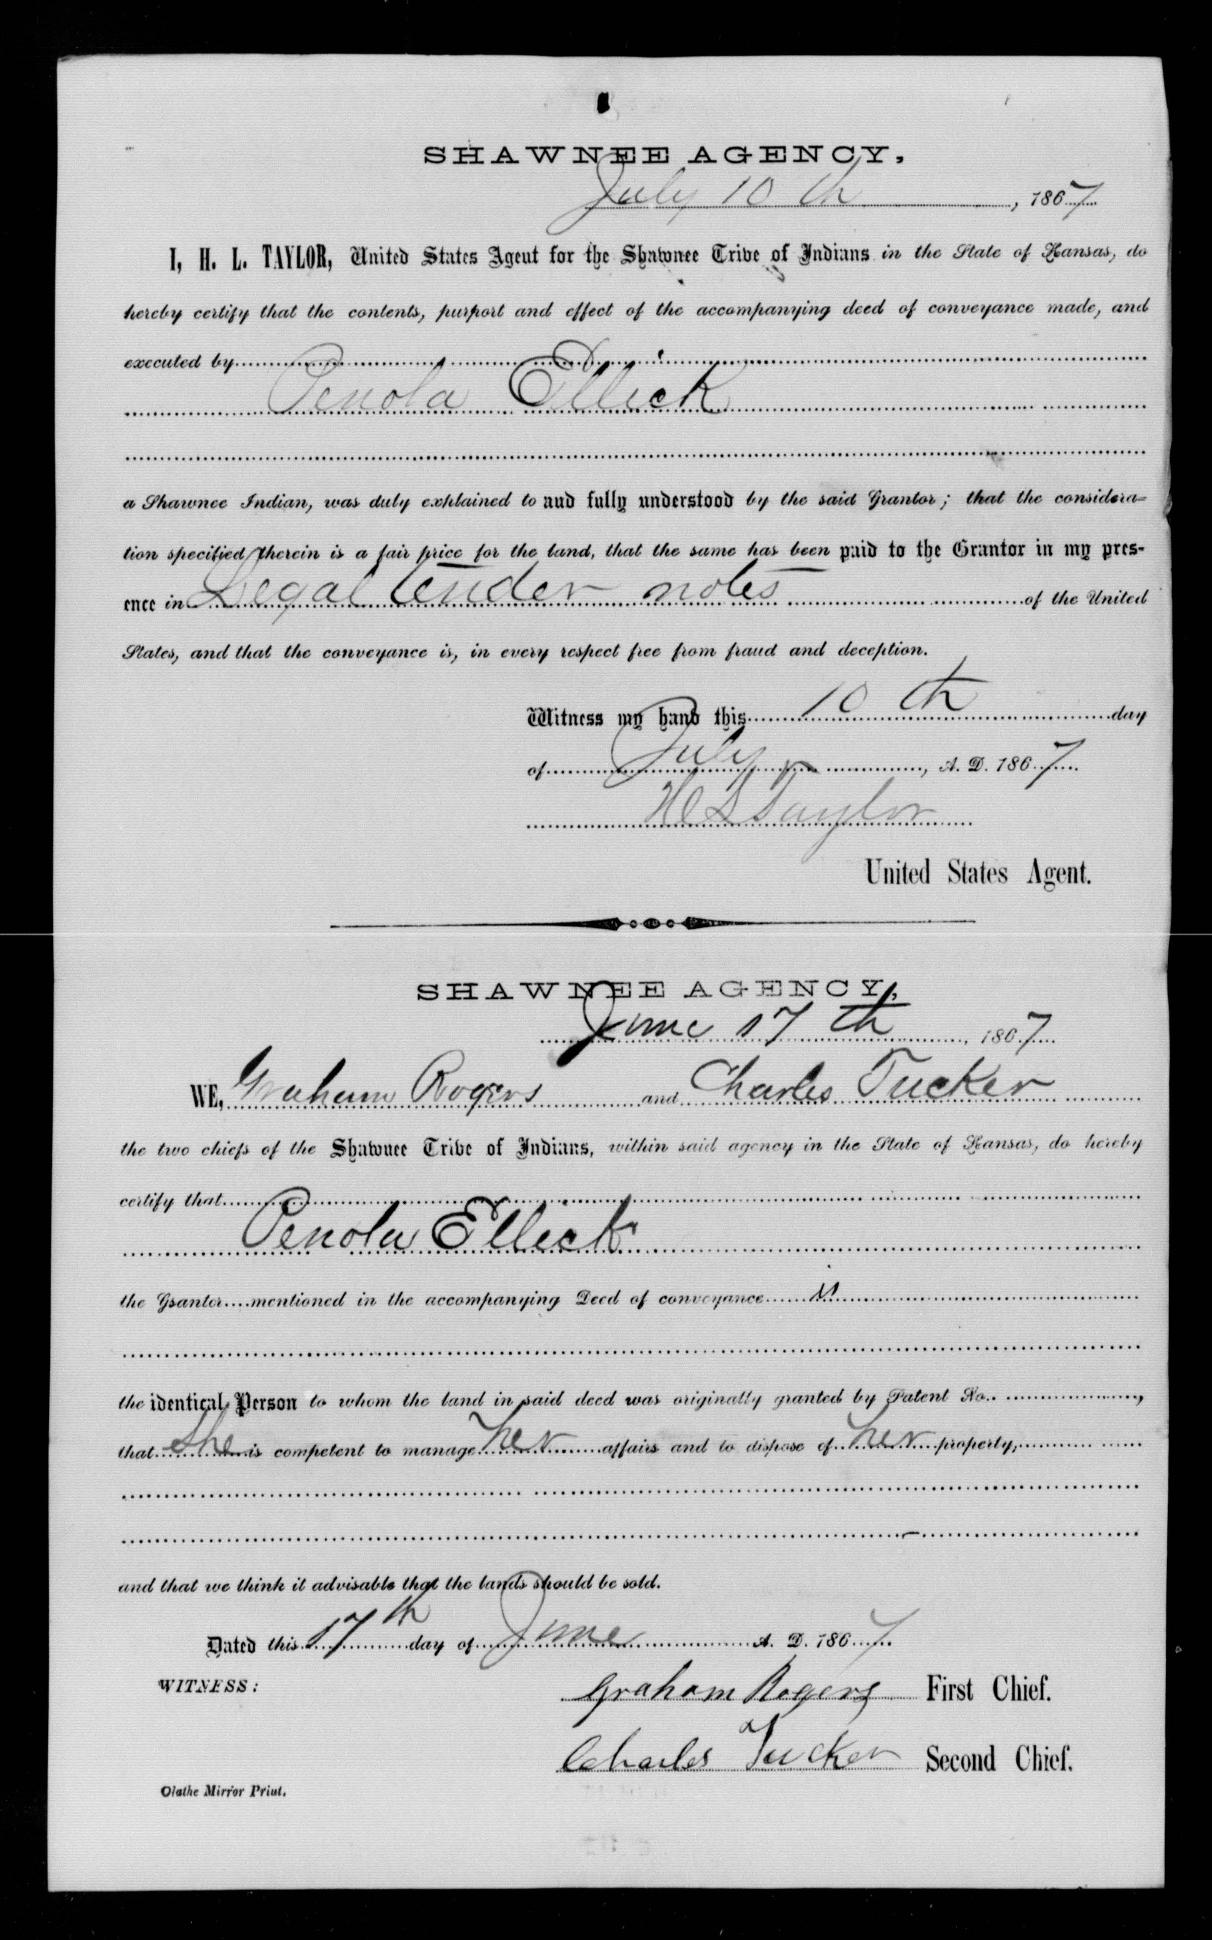 SHAWNEE AGENCY,
July 10 th , 1867
I, H. L. TAYLOR, United States Agent for the Shawnee Tribe of Indians in the State of Kansas, do
hereby certify that the contents, purport and effect of the accompanying deed of conveyance made, and
executed by
Penola Ellick
a Shawnee Indian, was duly explained to and fully understood by the said Grantor; that the considera-
tion specified therein is a fair price for the land, that the same has been paid to the Grantor in my pres-
ence in Legal tender notes of the United
States, and that the conveyance is, in every respect free from fraud and deception.
Witness my hand this 10 th day
of July , A. D. 1867
H L Taylor
United States Agent.
SHAWNEE AGENCY,
June 17 th , 1867
WE, Graham Rogers and Charles Tucker
the two chiefs of the Shawnee Tribe of Indians, within said agency in the State of Kansas, do hereby
certify that
Penola Ellick
the Grantor mentioned in the accompanying Deed of conveyance is
the identical Person to whom the land in said deed was originally granted by Patent No. ,
that She is competent to manage her affairs and to dispose of her property,
and that we think it advisable that the lands should be sold.
Dated this 17th day of June A. D. 1867
WITNESS:
Graham Rogers First Chief.
Charles Tucker Second Chief.
Olathe Mirror Print.